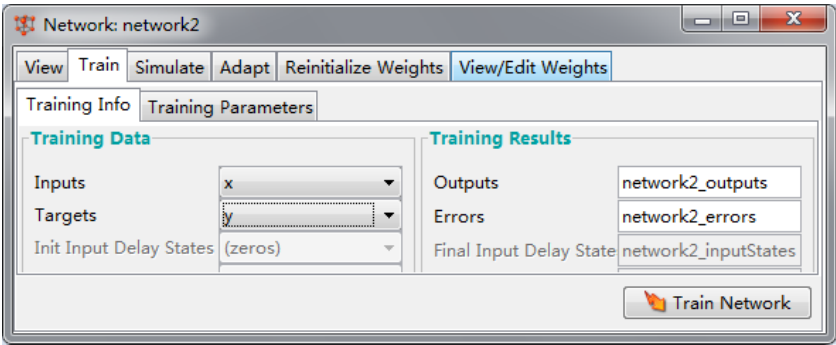 Network: network2
View Train Simulate Adapt Reinitialize Weights View/Edit Weights
Training Info Training Parameters
Training Data
Inputs x
Targets y
Init Input Delay States (zeros)
Training Results
Outputs network2_outputs
Errors network2_errors
Final Input Delay State network2_inputStates
Train Network